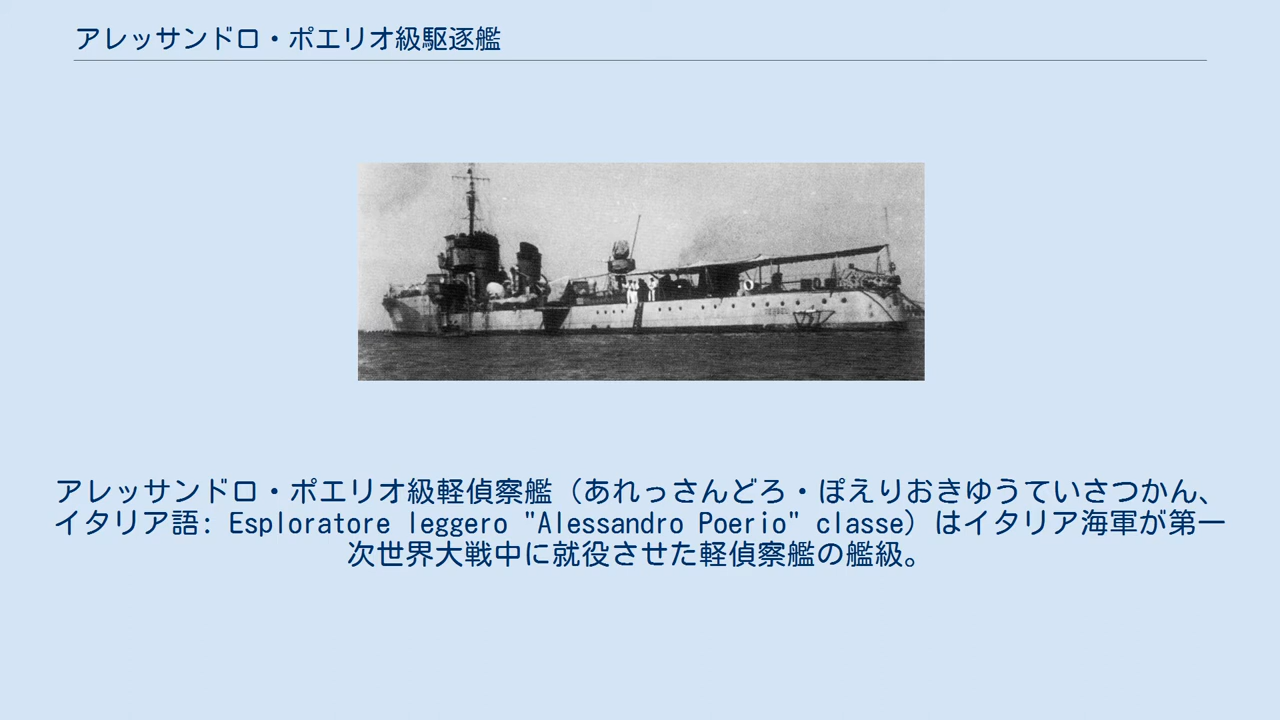 アレッサンドロ・ポエリオ級駆逐艦
アレッサンドロ・ポエリオ級軽偵察艦（あれっさんどろ・ぽえりおきゆうていさつかん、
イタリア語: Esploratore leggero "Alessandro Poerio" classe）はイタリア海軍が第一
次世界大戦中に就役させた軽偵察艦の艦級。